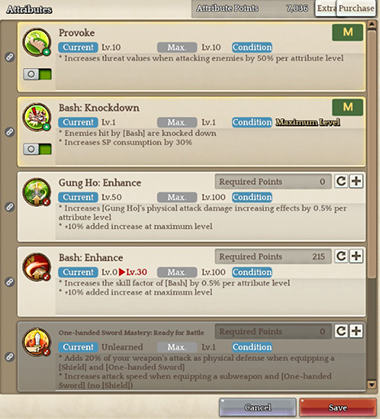 Attributes
Attribute Points 7,036 Extra Purchase
Provoke M
Current Lv.10 Max. Lv.10 Condition
* Increases threat values when attacking enemies by 50% per attribute level
Bash: Knockdown M
Current Lv.1 Max. Lv.1 Condition Maximum Level
* Enemies hit by [Bash] are knocked down
* Increases SP consumption by 30%
Gung Ho: Enhance Required Points 0
Current Lv.50 Max. Lv.100 Condition
* Increases [Gung Ho]'s physical attack damage increasing effects by 0.5% per
attribute level
* +10% added increase at maximum level
Bash: Enhance Required Points 215
Current Lv.0 ▶Lv.30 Max. Lv.100 Condition
* Increases the skill factor of [Bash] by 0.5% per attribute level
* +10% added increase at maximum level
One-handed Sword Mastery: Ready for Battle Required Points 0
Current Unlearned Max. Lv.1 Condition
* Adds 20% of your weapon's attack as physical defense when equipping a
[Shield] and [One-handed Sword]
* Increases attack speed when equipping a subweapon and [One-handed
Sword] (no [Shield])
Cancel Save